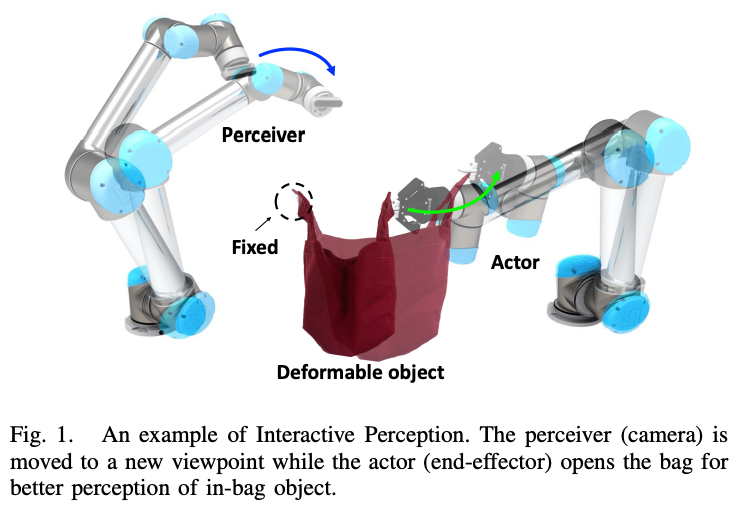 Perceiver
Fixed
Actor
Deformable object
Fig. 1. An example of Interactive Perception. The perceiver (camera) is
moved to a new viewpoint while the actor (end-effector) opens the bag for
better perception of in-bag object.